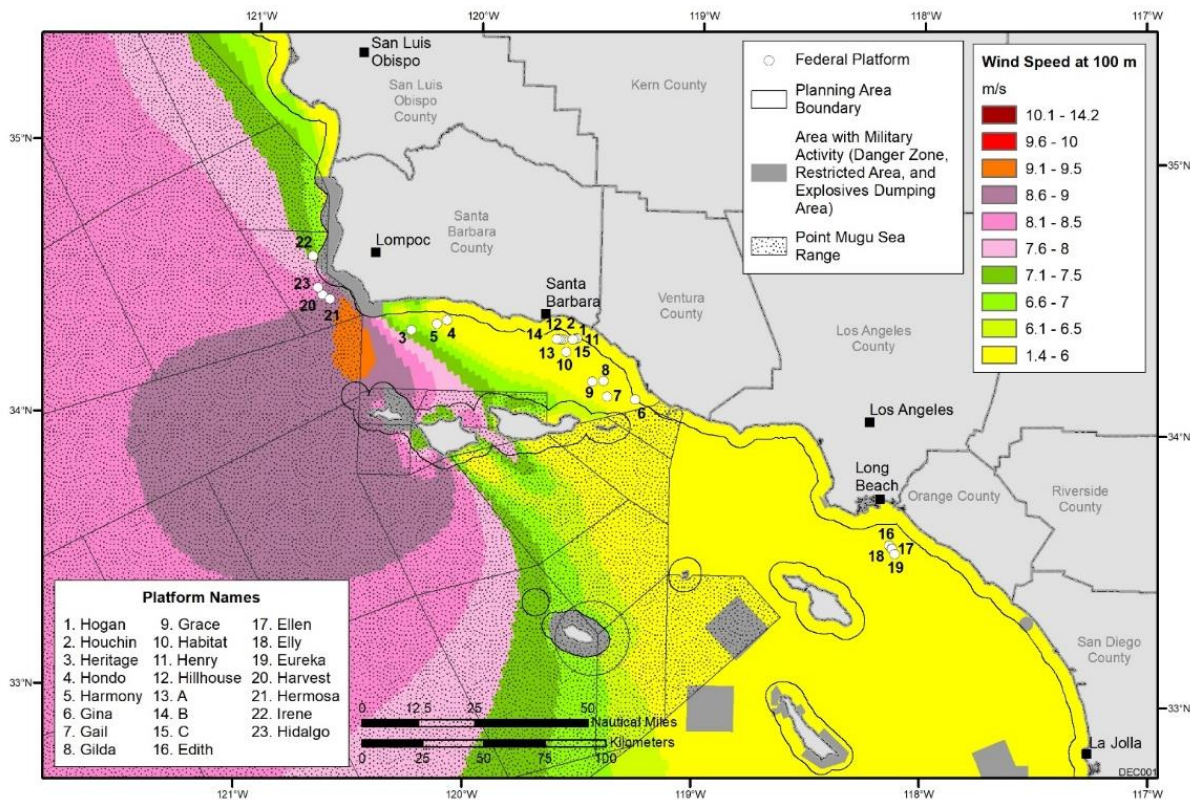 121°W 120°W 119°W 118°W 117°W
San Luis
Obispo
San Luis
Obispo
County
Kern County
35°N
35°N
Santa
Barbara
County
Lompoc
Santa
Barbara
Ventura
County
Los Angeles
County
Los Angeles
Long
Beach
Orange County
Riverside
County
San Diego
County
La Jolla
34°N
34°N
33°N
33°N
22
23
20
21
3
5
4
14
12
2
1
11
13
10
15
8
9
7
6
16
17
18
19
Federal Platform
Planning Area
Boundary
Area with Military
Activity (Danger Zone,
Restricted Area, and
Explosives Dumping
Area)
Point Mugu Sea
Range
Wind Speed at 100 m
m/s
10.1 - 14.2
9.6 - 10
9.1 - 9.5
8.6 - 9
8.1 - 8.5
7.6 - 8
7.1 - 7.5
6.6 - 7
6.1 - 6.5
1.4 - 6
Platform Names
1. Hogan 9. Grace 17. Ellen
2. Houchin 10. Habitat 18. Elly
3. Heritage 11. Henry 19. Eureka
4. Hondo 12. Hillhouse 20. Harvest
5. Harmony 13. A 21. Hermosa
6. Gina 14. B 22. Irene
7. Gail 15. C 23. Hidalgo
8. Gilda 16. Edith
0 12.5 25 50
Nautical Miles
Kilometers
0 25 50 75 100
DEC001
121°W 120°W 119°W 118°W 117°W